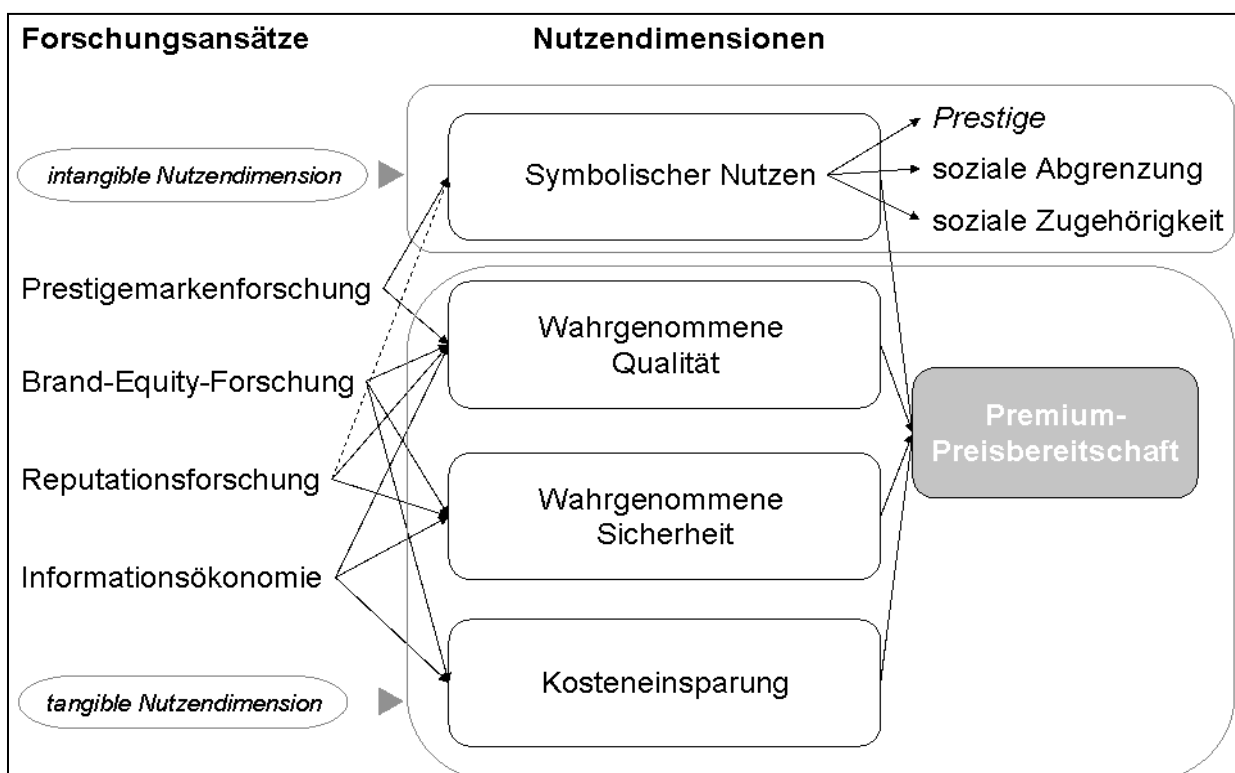 Forschungsansätze
Nutzendimensionen
intangible Nutzendimension
Symbolischer Nutzen
Prestige
soziale Abgrenzung
soziale Zugehörigkeit
Prestigemarkenforschung
Brand-Equity-Forschung
Reputationsforschung
Informationsökonomie
tangible Nutzendimension
Wahrgenommene
Qualität
Wahrgenommene
Sicherheit
Kosteneinsparung
Premium-
Preisbereitschaft